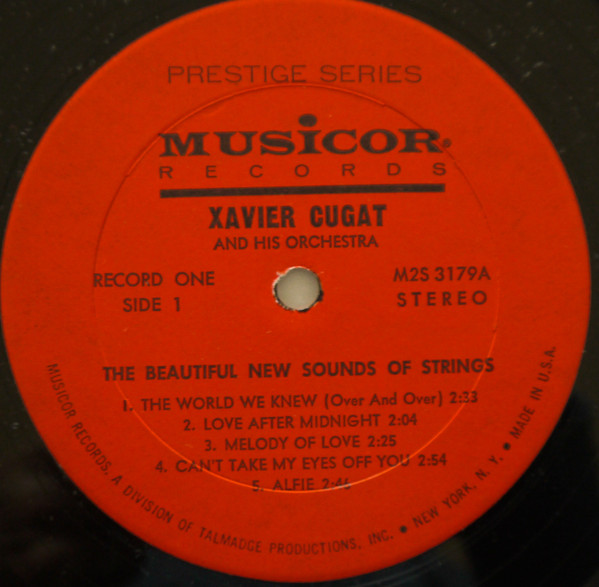 PRESTIGE SERIES
MUSICOR
RECORDS
XAVIER CUGAT
AND HIS ORCHESTRA
RECORD ONE
SIDE 1
M2S 3179A
STEREO
THE BEAUTIFUL NEW SOUNDS OF STRINGS
1. THE WORLD WE KNEW (Over And Over) 2:33
2. LOVE AFTER MIDNIGHT 2:04
3. MELODY OF LOVE 2:25
4. CAN'T TAKE MY EYES OFF YOU 2:54
5. ALFIE 2:46
MUSICOR RECORDS, A DIVISION OF TALMADGE PRODUCTIONS, INC. • NEW YORK, N. Y. • MADE IN U.S.A.